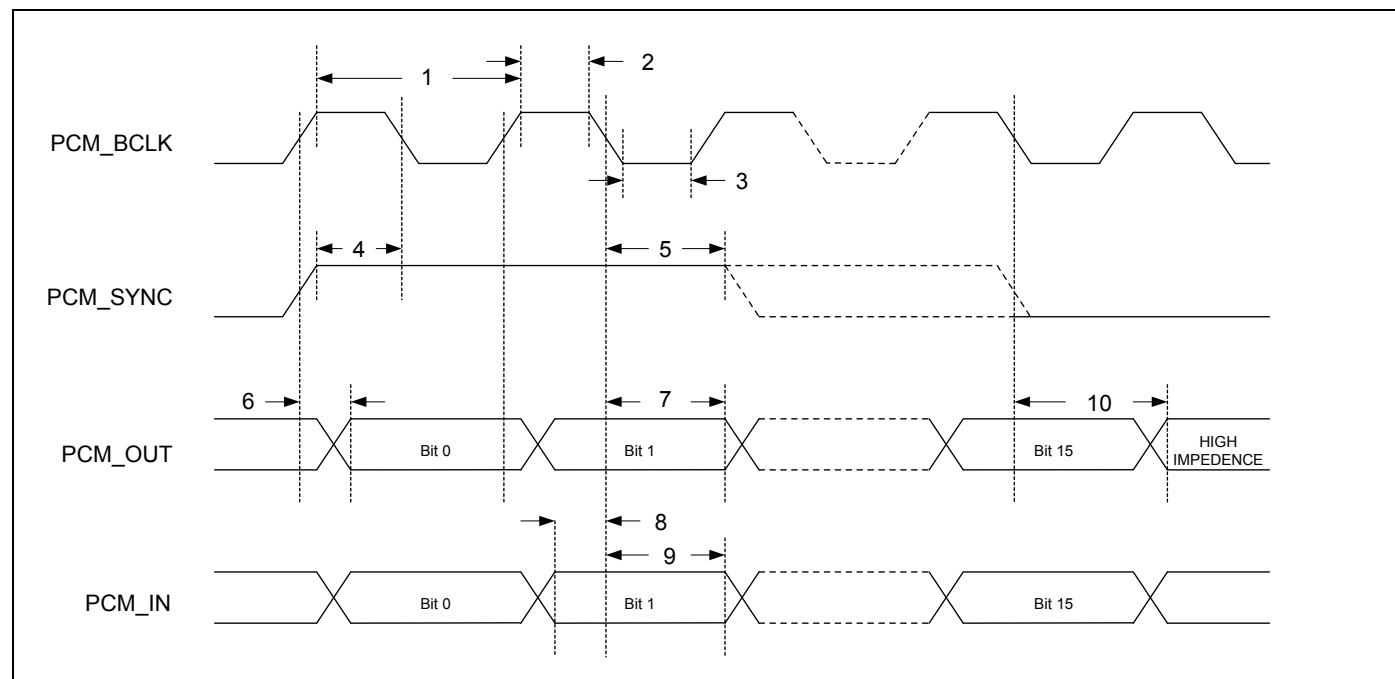 1
2
PCM_BCLK
3
4
5
PCM_SYNC
6
7
10
PCM_OUT
Bit 0
Bit 1
Bit 15
HIGH
IMPEDENCE
8
9
PCM_IN
Bit 0
Bit 1
Bit 15